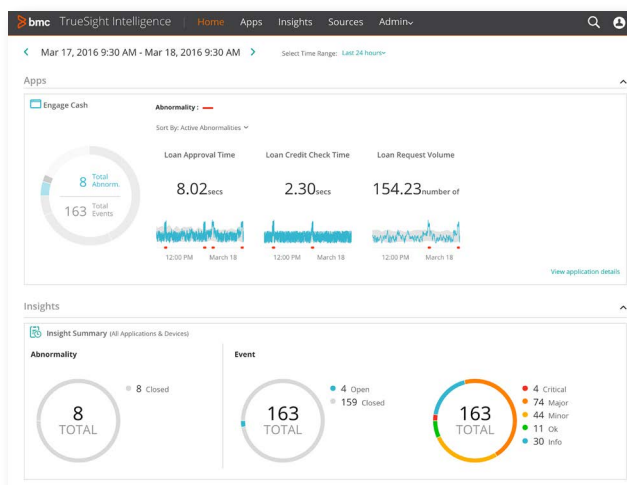 bmc TrueSight Intelligence Home Apps Insights Sources Admin
Mar 17, 2016 9:30 AM - Mar 18, 2016 9:30 AM Select Time Range: Last 24 hours
Apps
Engage Cash
Abnormality :
Sort By: Active Abnormalities
Loan Approval Time Loan Credit Check Time Loan Request Volume
8 Total Abnorm.
163 Total Events
8.02secs 2.30secs 154.23number of
12:00 PM March 18 12:00 PM March 18 12:00 PM March 18
View application details
Insights
Insight Summary (All Applications & Devices)
Abnormality Event
8 TOTAL
8 Closed
163 TOTAL
4 Open
159 Closed
163 TOTAL
4 Critical
74 Major
44 Minor
11 Ok
30 Info